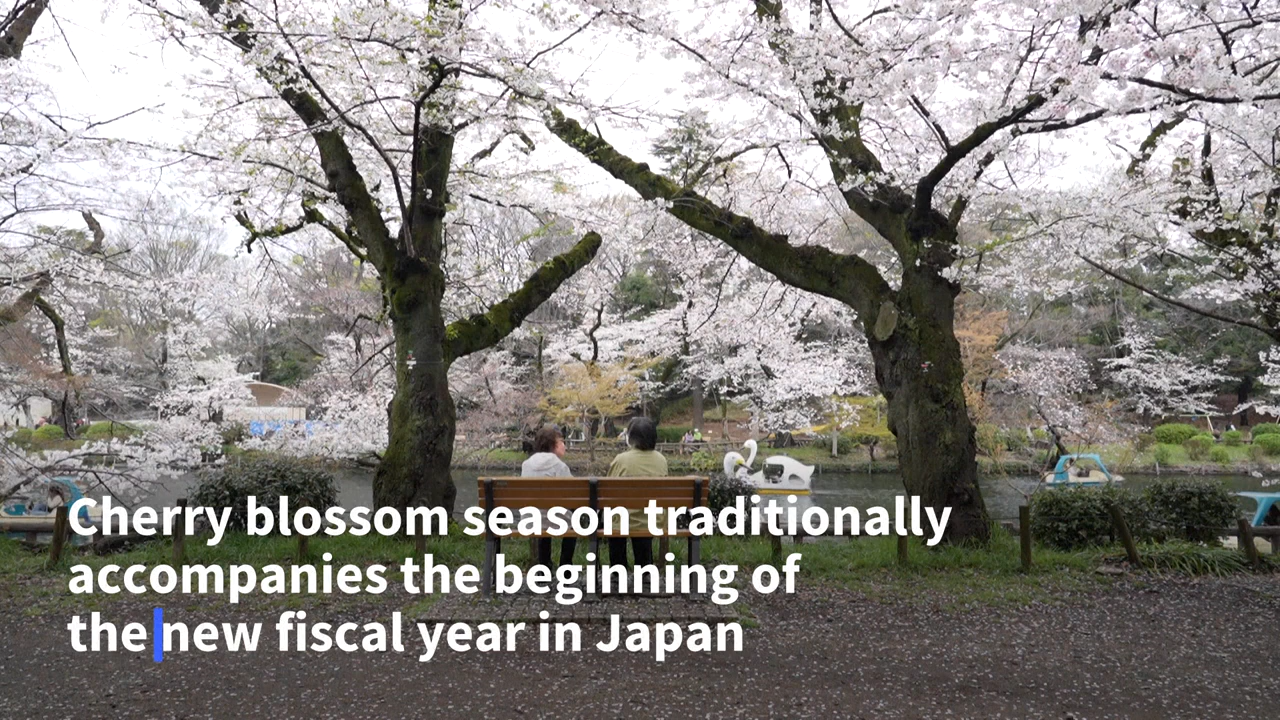 Cherry blossom season traditionally
accompanies the beginning of
the new fiscal year in Japan